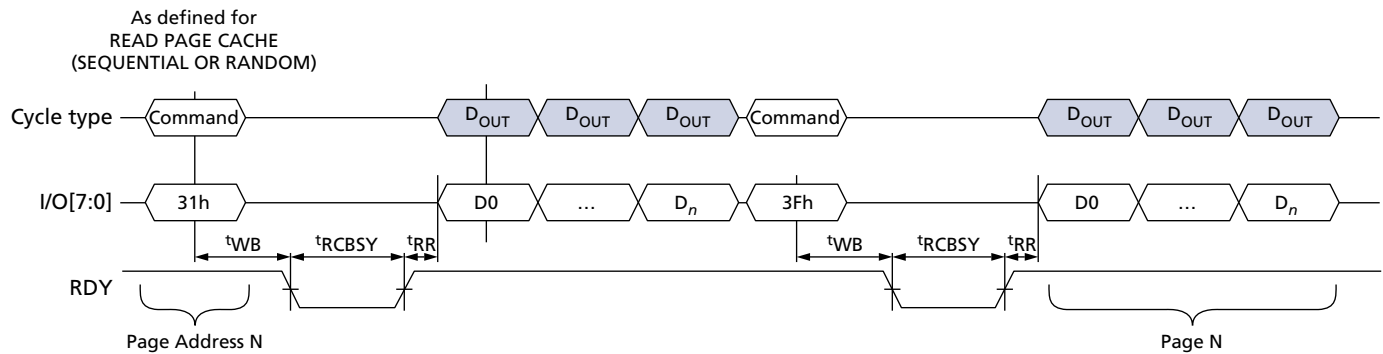 As defined for
READ PAGE CACHE
(SEQUENTIAL OR RANDOM)
Cycle type Command DOUT DOUT DOUT Command DOUT DOUT DOUT
I/O[7:0] 31h D0 … Dn 3Fh D0 … Dn
tWB tRCBSY tRR tWB tRCBSY tRR
RDY
Page Address N Page N